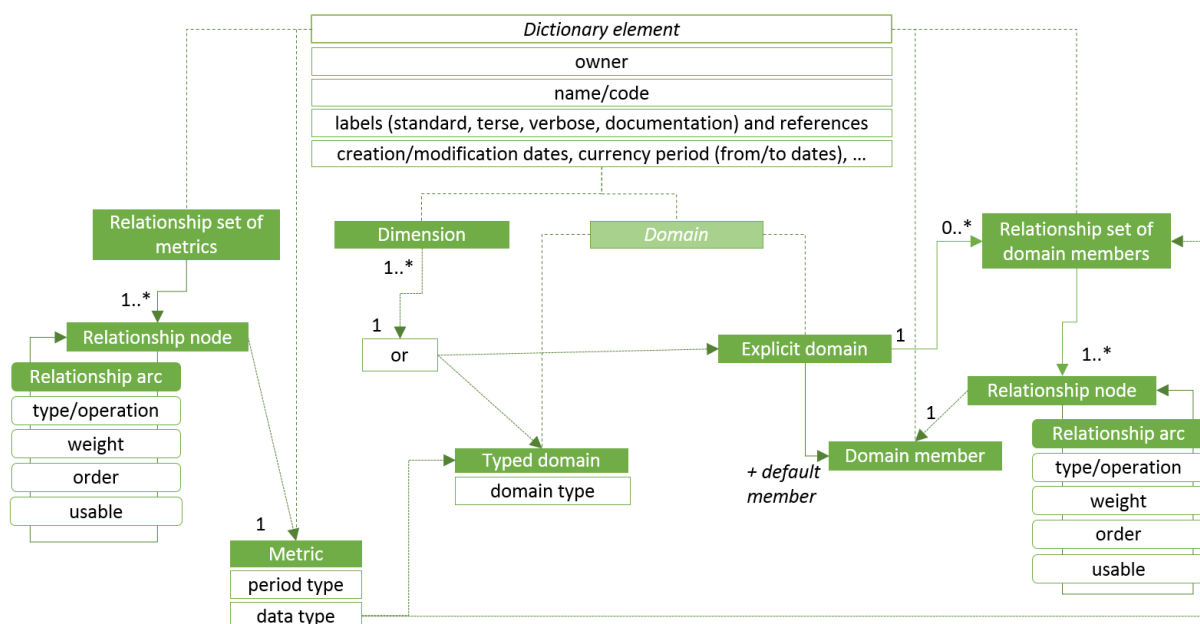 Dictionary element
owner
name/code
labels (standard, terse, verbose, documentation) and references
creation/modification dates, currency period (from/to dates), ...
Relationship set of
metrics
1..*
Relationship node
Relationship arc
type/operation
weight
order
usable
1
Metric
period type
data type
Dimension
1..*
1
or
Domain
Typed domain
domain type
Explicit domain
1
0..*
+ default
member
Domain member
1
Relationship set of
domain members
1..*
Relationship node
Relationship arc
type/operation
weight
order
usable